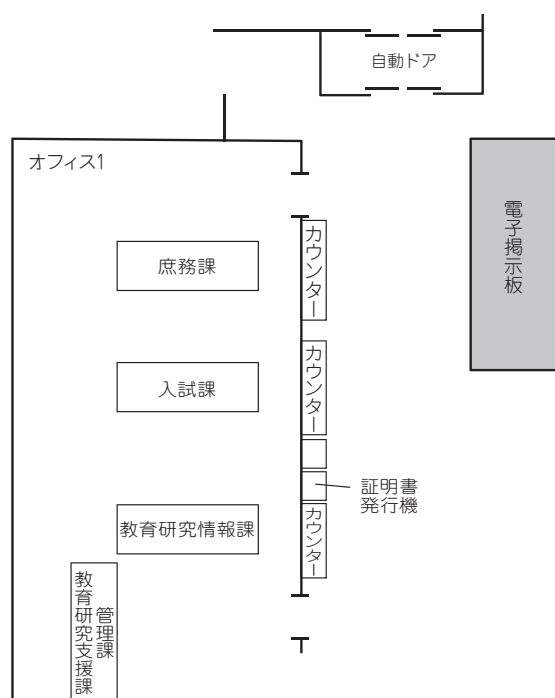 自動ドア
オフィス1
電子掲示板
庶務課
カウンター
入試課
カウンター
証明書
発行機
教育研究情報課
カウンター
管理課
教育研究支援課